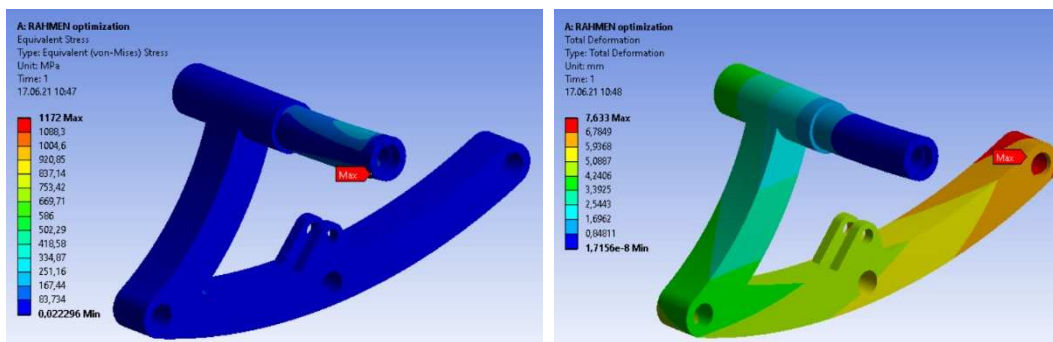 A: RAHMEN optimization
Equivalent Stress
Type: Equivalent (von-Mises) Stress
Unit: MPa
Time: 1
17.06.21 10:47
1172 Max
1088,3
1004,6
920,85
837,14
753,42
669,71
586
502,29
418,58
334,87
251,16
167,44
83,734
0,022296 Min
Max
A: RAHMEN optimization
Total Deformation
Type: Total Deformation
Unit: mm
Time: 1
17.06.21 10:48
7,633 Max
6,7849
5,9368
5,0887
4,2406
3,3925
2,5443
1,6962
0,84811
1,7156e-8 Min
Max